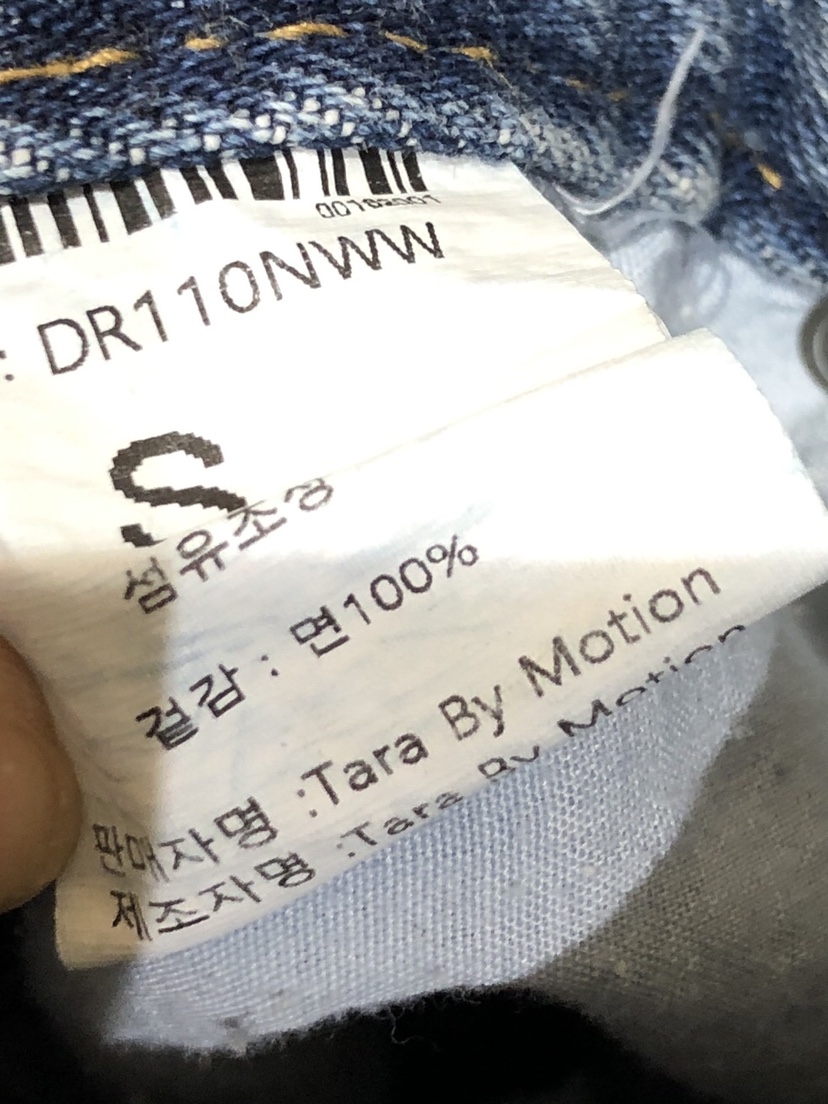 : DR110NWW
S
섬유조성
겉감 : 면100%
판매자명 :Tara By Motion
제조자명 :Tara By Motion